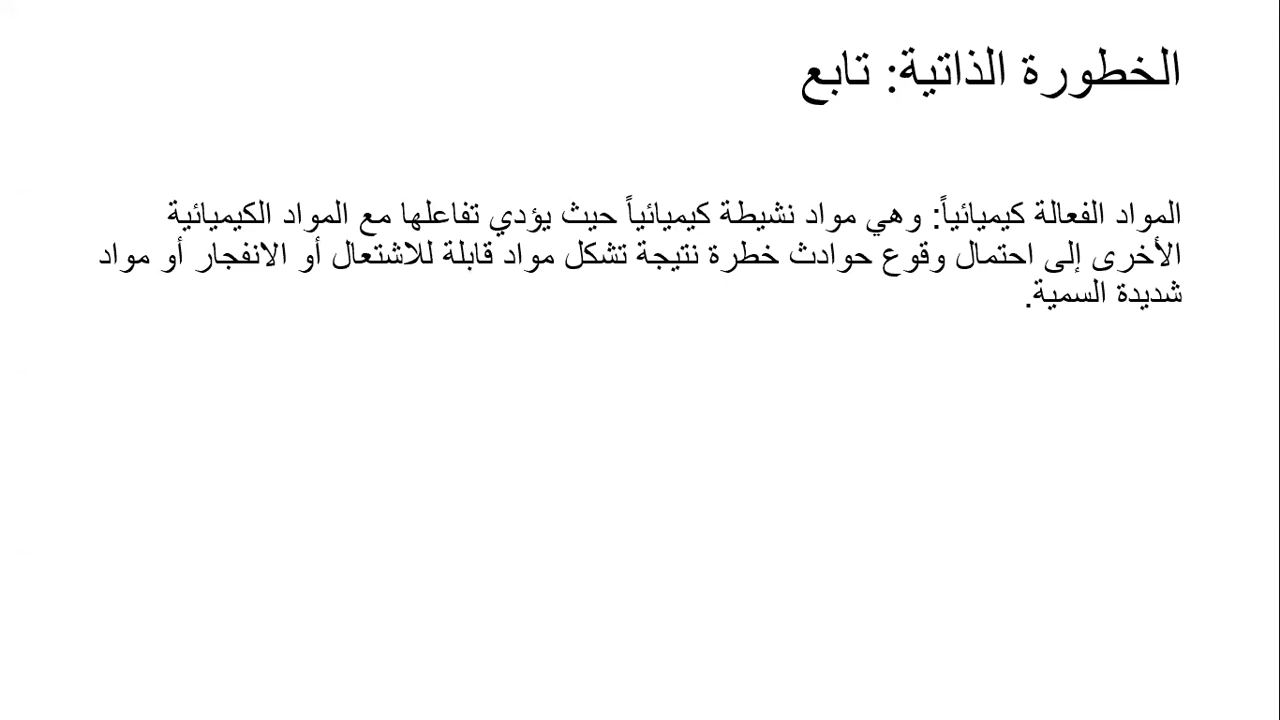 الخطورة الذاتية: تابع
المواد الفعالة كيميائياً: وهي مواد نشيطة كيميائياً حيث يؤدي تفاعلها مع المواد الكيميائية
الأخرى إلى احتمال وقوع حوادث خطرة نتيجة تشكل مواد قابلة للاشتعال أو الانفجار أو مواد
شديدة السمية.